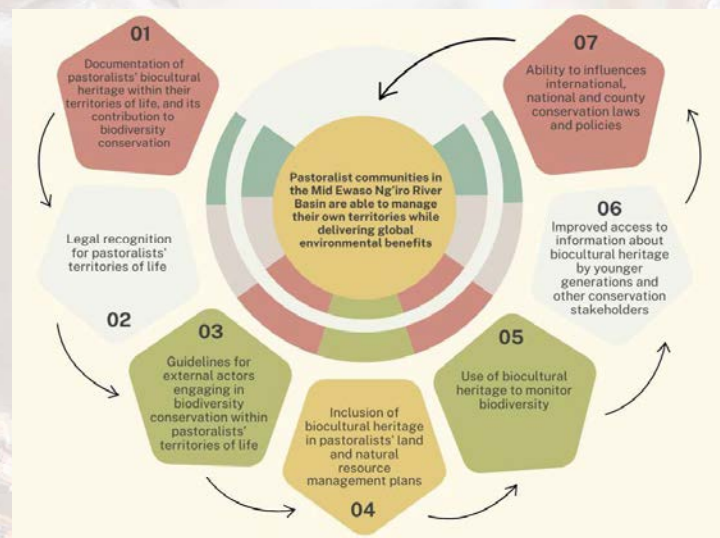 01
Documentation of
pastoralists' biocultural
heritage within their
territories of life, and its
contribution to
biodiversity
conservation
Legal recognition
for pastoralists'
territories of life
02
03
Guidelines for
external actors
engaging in
biodiversity
conservation within
pastoralists'
territories of life
Inclusion of
biocultural heritage
in pastoralists' land
and natural
resource
management plans
04
05
Use of biocultural
heritage to monitor
biodiversity
06
Improved access to
information about
biocultural heritage
by younger
generations and
other conservation
stakeholders
07
Ability to influences
international,
national and county
conservation laws
and policies
Pastoralist communities in
the Mid Ewaso Ng'iro River
Basin are able to manage
their own territories while
delivering global
environmental benefits